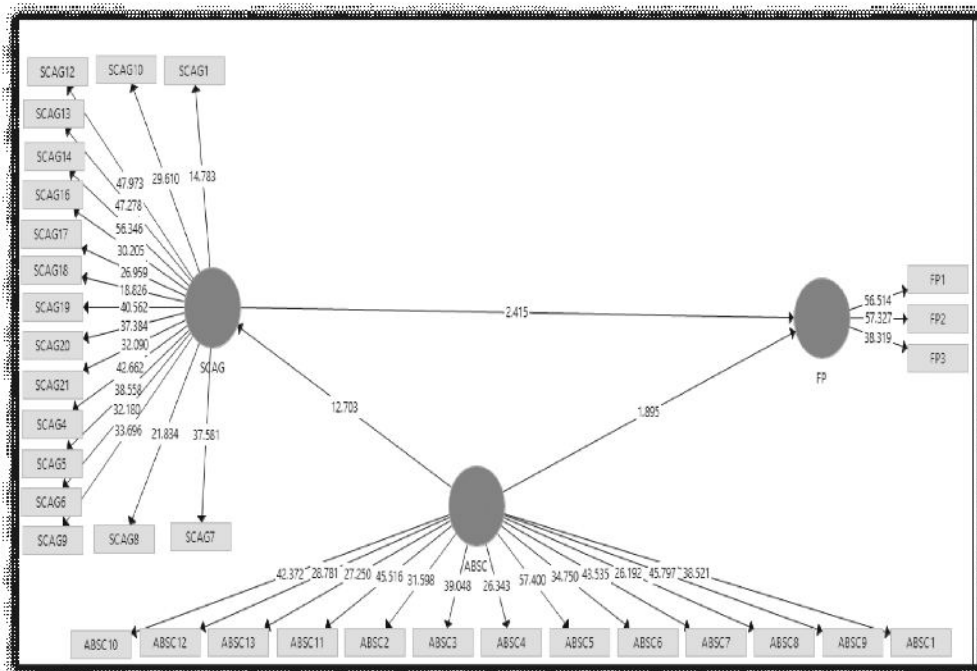 SCAG12 SCAG10 SCAG1
SCAG13
SCAG14
SCAG16
SCAG17
SCAG18
SCAG19
SCAG20
SCAG21
SCAG4
SCAG5
SCAG6
SCAG9 SCAG8 SCAG7
47.973 29.610 14.783
47.278
56.346
30.205
26.959
18.826
40.562
37.384
32.090
42.662
38.558
32.180
33.696 21.834 37.581
SCAG
2.415
12.703
1.895
56.514
57.327
38.319
FP1
FP2
FP3
FP
ABSC
42.372 28.781 27.250 45.516 31.598 39.048 26.343 57.400 34.750 43.535 26.192 45.797 38.521
ABSC10 ABSC12 ABSC13 ABSC11 ABSC2 ABSC3 ABSC4 ABSC5 ABSC6 ABSC7 ABSC8 ABSC9 ABSC1